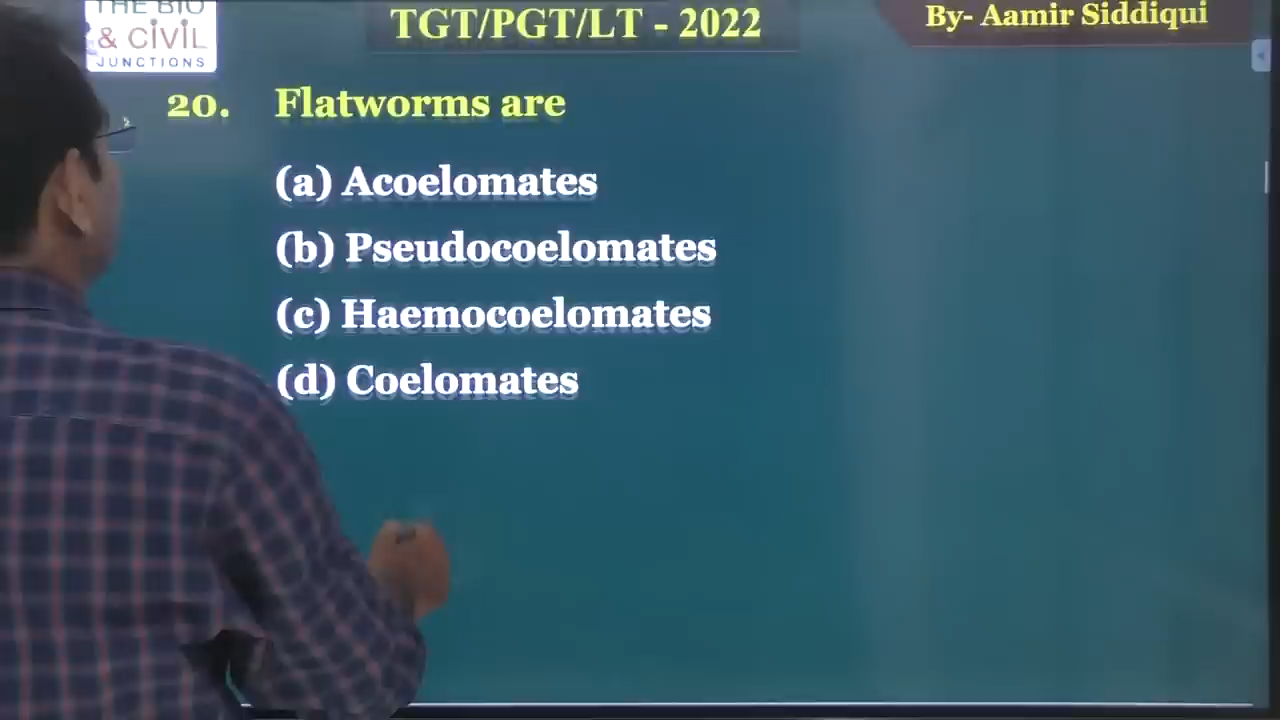 THE BIO
& CIVIL
JUNCTIONS
TGT/PGT/LT - 2022
By- Aamir Siddiqui
20. Flatworms are
(a) Acoelomates
(b) Pseudocoelomates
(c) Haemocoelomates
(d) Coelomates